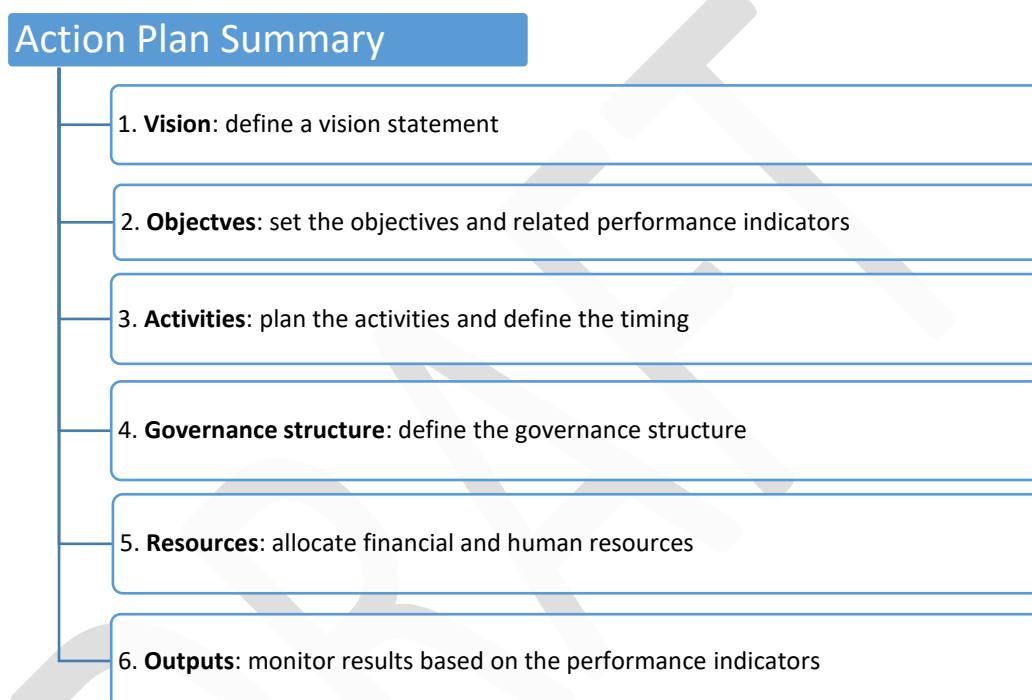 Action Plan Summary
1. Vision: define a vision statement
2. Objectves: set the objectives and related performance indicators
3. Activities: plan the activities and define the timing
4. Governance structure: define the governance structure
5. Resources: allocate financial and human resources
6. Outputs: monitor results based on the performance indicators
DRAFT